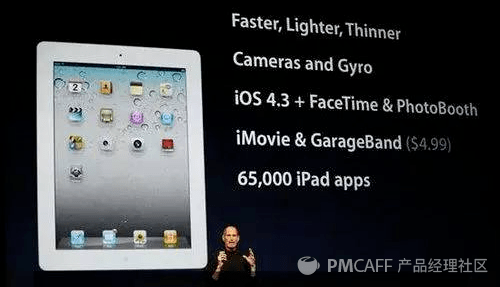 Faster, Lighter, Thinner
Cameras and Gyro
iOS 4.3 + FaceTime & PhotoBooth
iMovie & GarageBand ($4.99)
65,000 iPad apps
2
PMCAFF 产品经理社区